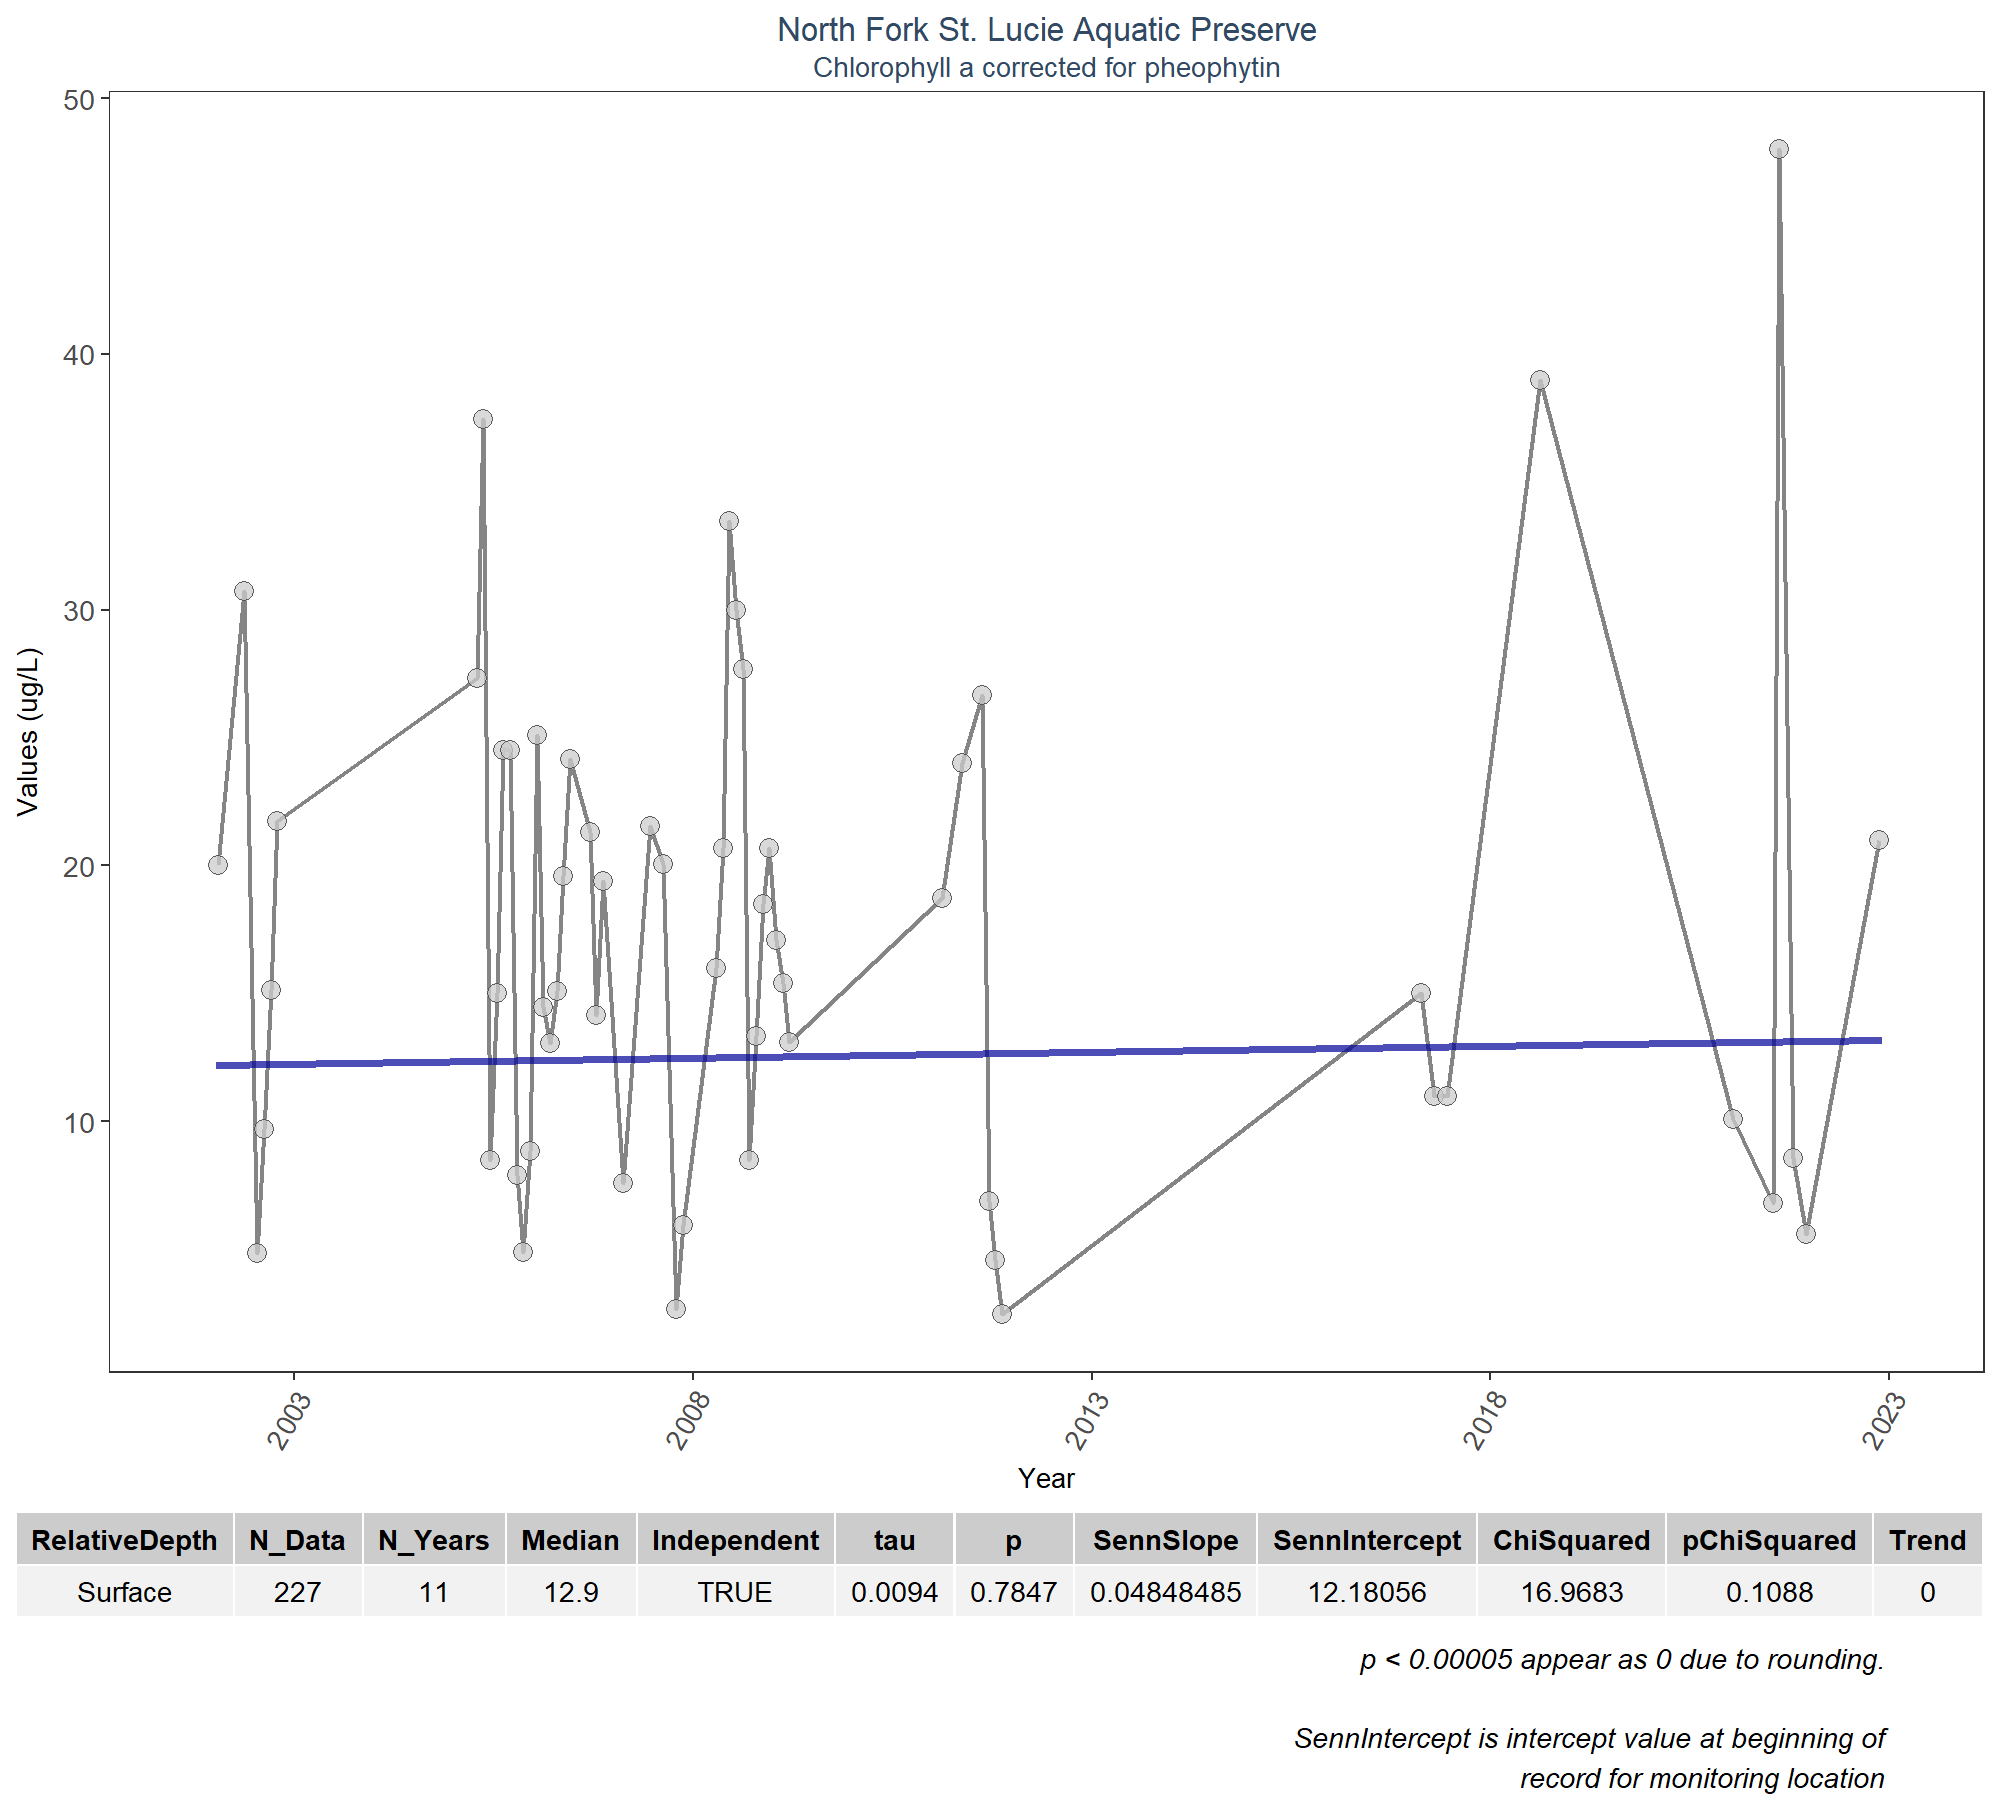 North Fork St. Lucie Aquatic Preserve
Chlorophyll a corrected for pheophytin
50
40
30
20
10
Values (ug/L)
2003 2008 2013 2018 2023
Year
RelativeDepth N_Data N_Years Median Independent tau p SennSlope SennIntercept ChiSquared pChiSquared Trend
Surface 227 11 12.9 TRUE 0.0094 0.7847 0.04848485 12.18056 16.9683 0.1088 0
p < 0.00005 appear as 0 due to rounding.
SennIntercept is intercept value at beginning of
record for monitoring location